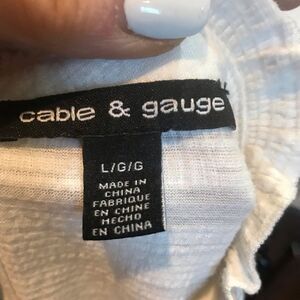 cable & gauge
L/G/G
MADE IN
CHINA
FABRIQUE
EN CHINE
HECHO
EN CHINA